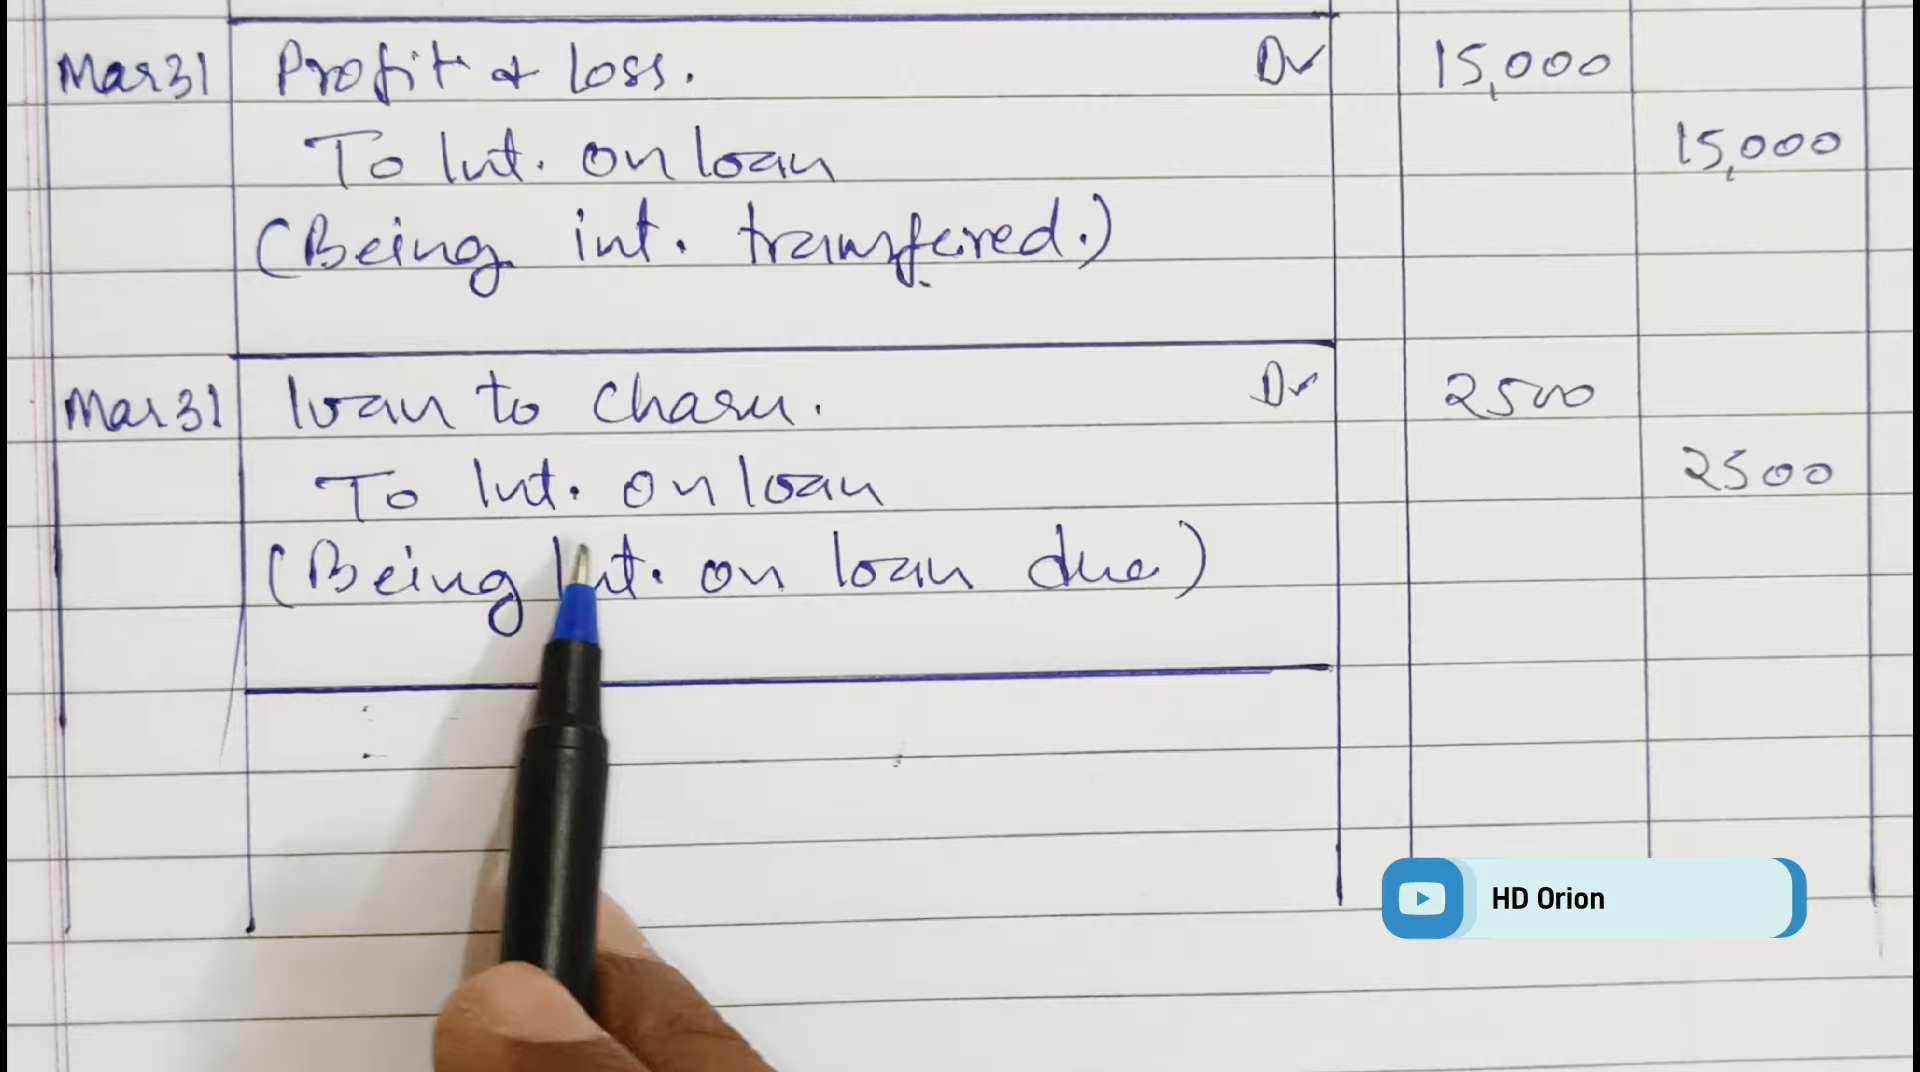 Mar 31 Profit & loss. Dr 15,000
To Int. on loan 15,000
(Being int. transferred.)
Mar 31 loan to charu. Dr 2500
To Int. on loan 2500
(Being Int. on loan due)
HD Orion